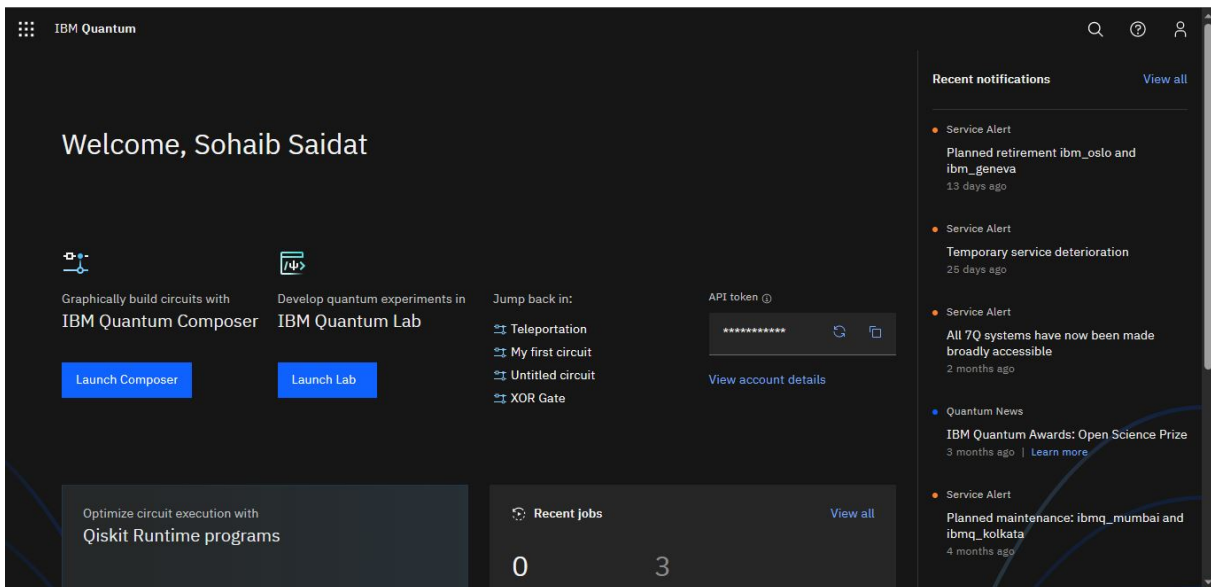 IBM Quantum
Welcome, Sohaib Saidat
Graphically build circuits with
IBM Quantum Composer
Launch Composer
Develop quantum experiments in
IBM Quantum Lab
Launch Lab
Jump back in:
Teleportation
My first circuit
Untitled circuit
XOR Gate
API token
***********
View account details
Optimize circuit execution with
Qiskit Runtime programs
Recent jobs
View all
0
3
Recent notifications
View all
Service Alert
Planned retirement ibm_oslo and
ibm_geneva
13 days ago
Service Alert
Temporary service deterioration
25 days ago
Service Alert
All 7Q systems have now been made
broadly accessible
2 months ago
Quantum News
IBM Quantum Awards: Open Science Prize
3 months ago | Learn more
Service Alert
Planned maintenance: ibmq_mumbai and
ibmq_kolkata
4 months ago